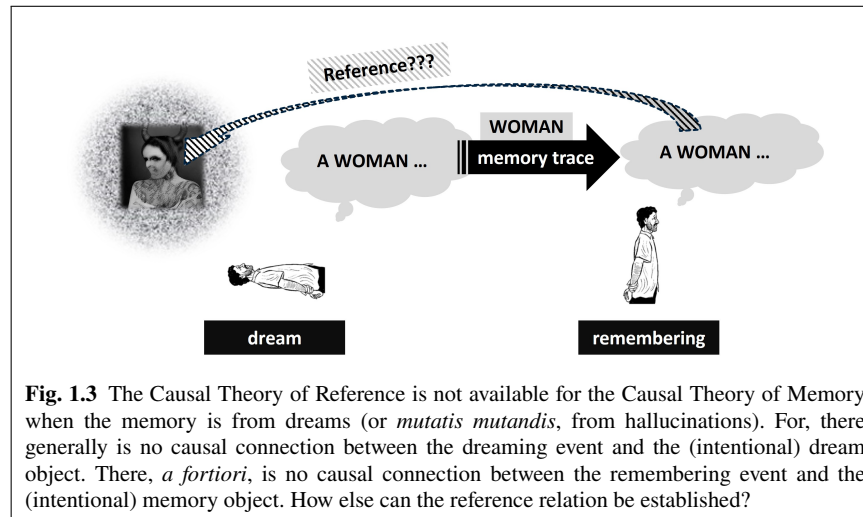 Reference???
WOMAN
A WOMAN ...
memory trace
A WOMAN ...
dream
remembering
Fig. 1.3 The Causal Theory of Reference is not available for the Causal Theory of Memory
when the memory is from dreams (or mutatis mutandis, from hallucinations). For, there
generally is no causal connection between the dreaming event and the (intentional) dream
object. There, a fortiori, is no causal connection between the remembering event and the
(intentional) memory object. How else can the reference relation be established?